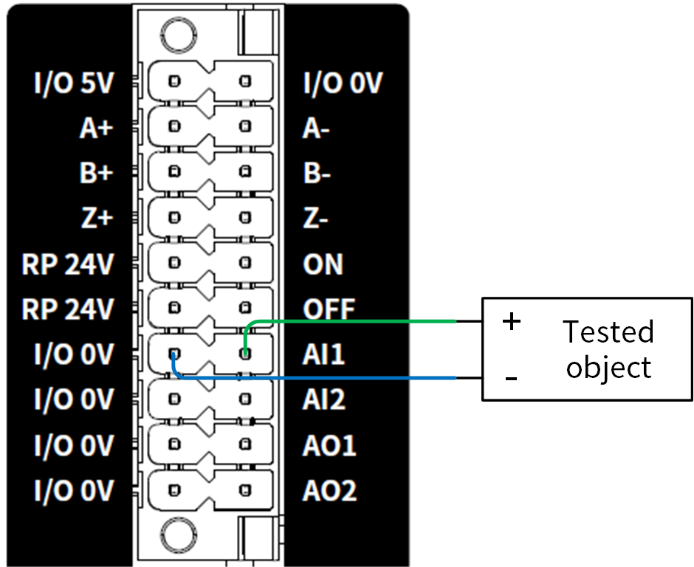 I/O 5V I/O 0V
A+ A-
B+ B-
Z+ Z-
RP 24V ON
RP 24V OFF
I/O 0V AI1
I/O 0V AI2
I/O 0V AO1
I/O 0V AO2
+ Tested
- object